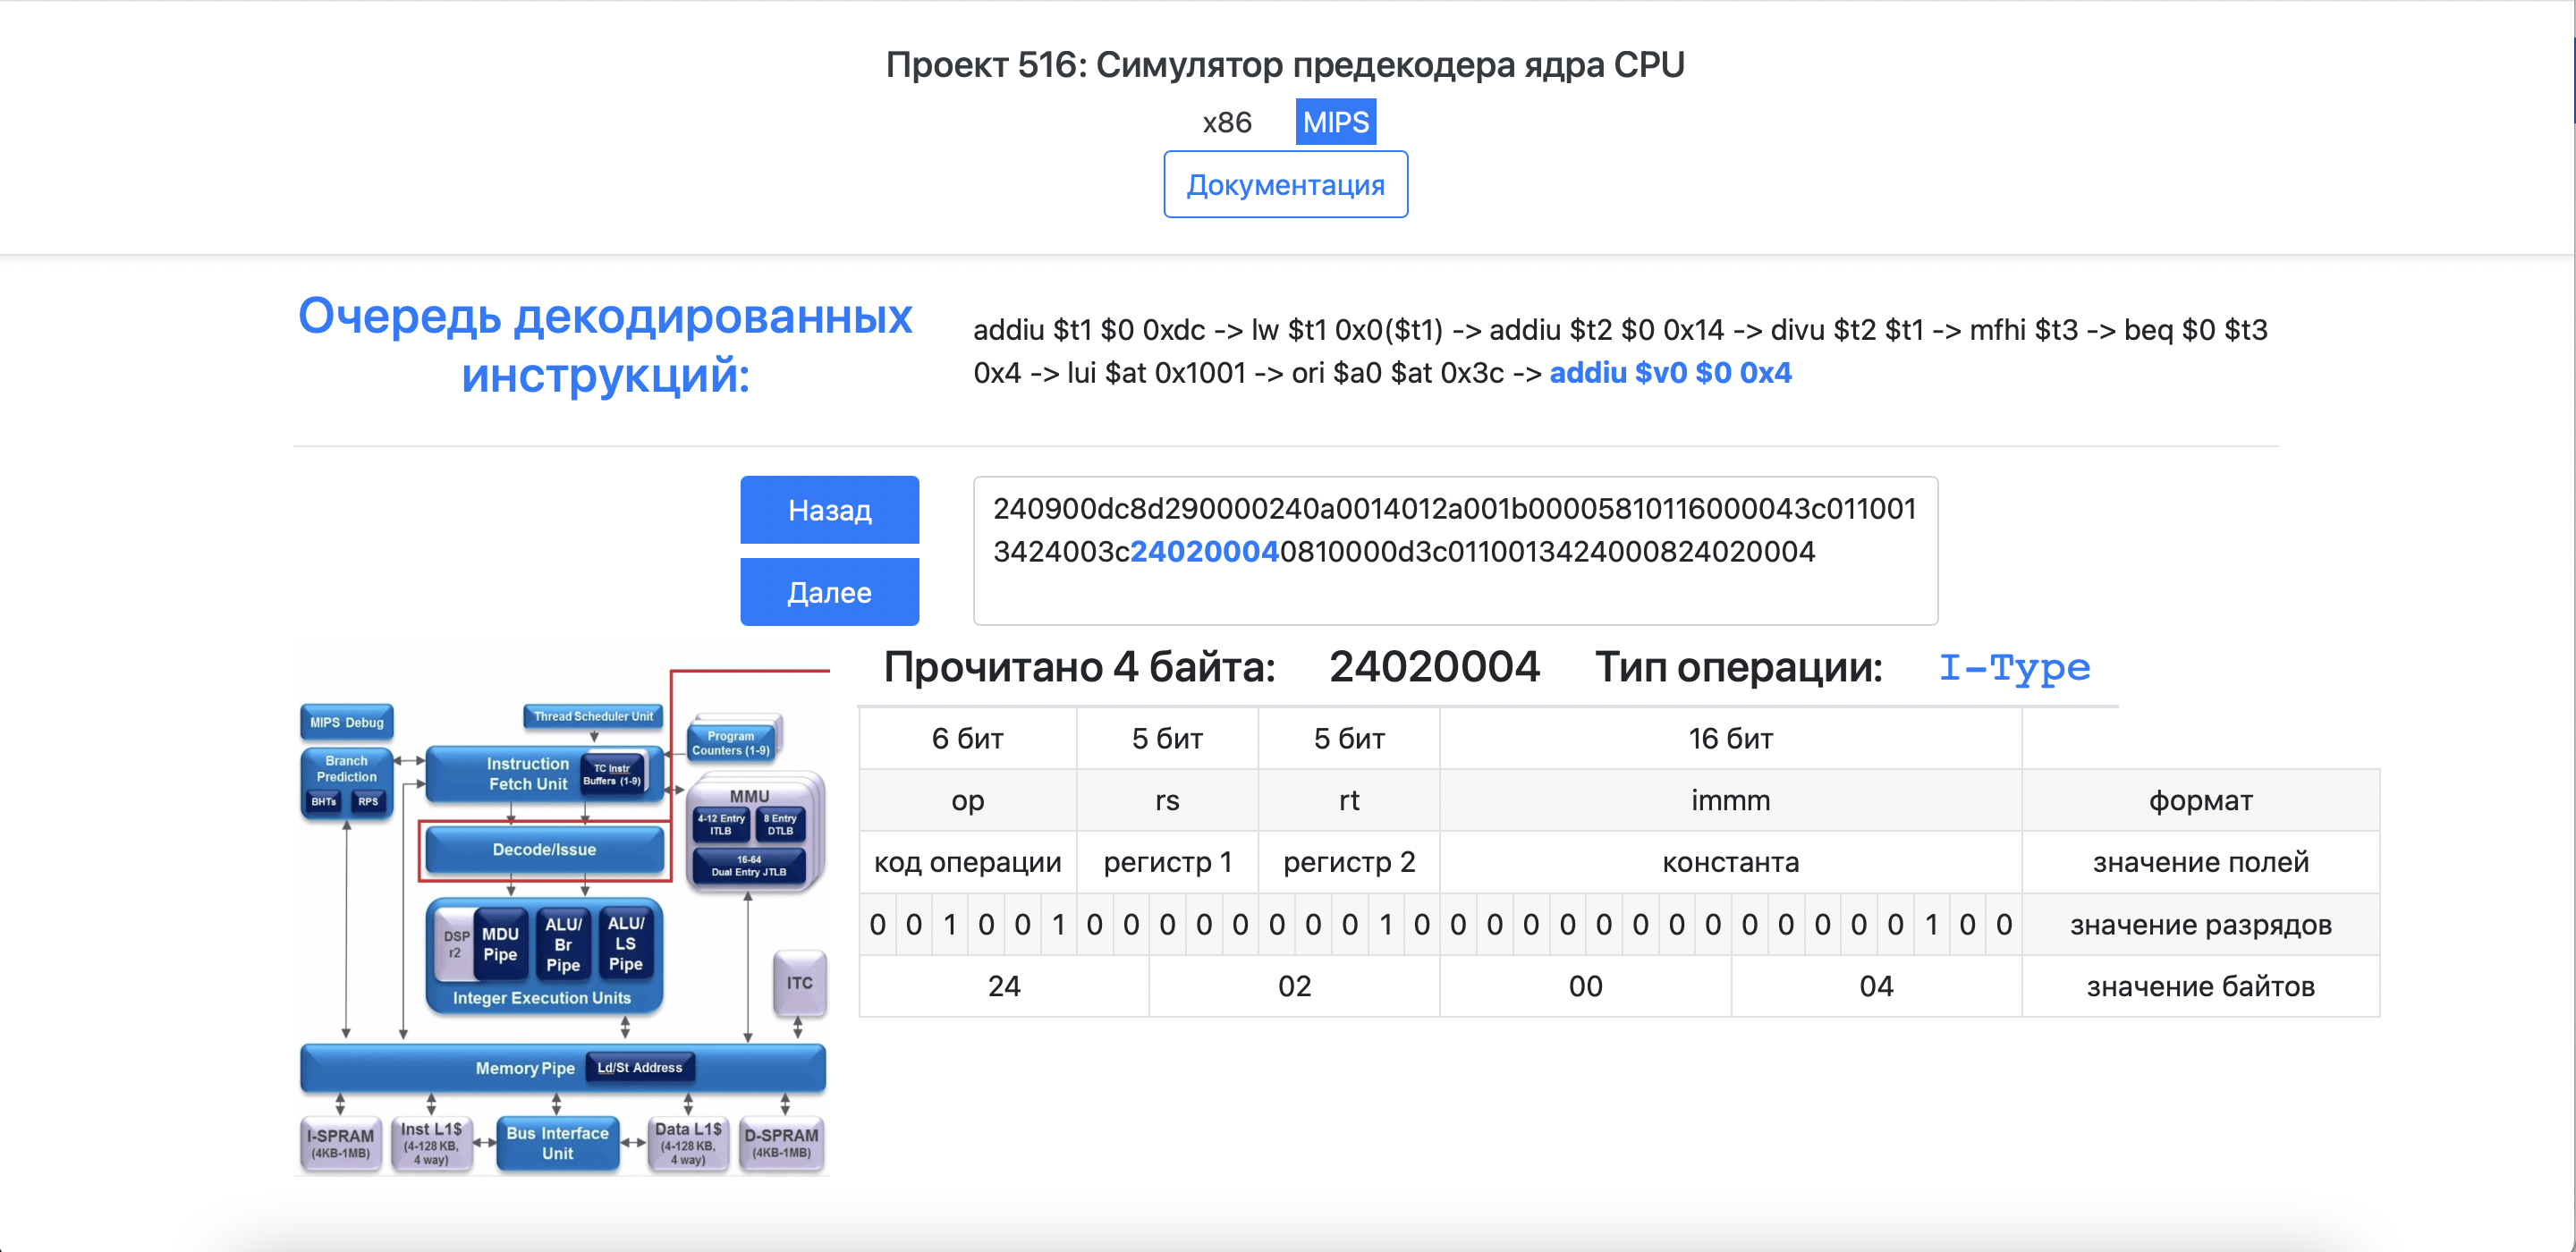 Проект 516: Симулятор предекодера ядра CPU
x86 MIPS
Документация
Очередь декодированных
инструкций:
addiu $t1 $0 0xdc -> lw $t1 0x0($t1) -> addiu $t2 $0 0x14 -> divu $t2 $t1 -> mfhi $t3 -> beq $0 $t3
0x4 -> lui $at 0x1001 -> ori $a0 $at 0x3c -> addiu $v0 $0 0x4
Назад
Далее
240900dc8d290000240a0014012a001b00005810116000043c011001
3424003c240200040810000d3c0110013424000824020004
Прочитано 4 байта: 24020004 Тип операции: I-Type
6 бит 5 бит 5 бит 16 бит
op rs rt immm формат
код операции регистр 1 регистр 2 константа значение полей
0 0 1 0 0 1 0 0 0 0 0 0 0 0 1 0 0 0 0 0 0 0 0 0 0 0 0 0 0 1 0 0 значение разрядов
24 02 00 04 значение байтов
MIPS Debug
Thread Scheduler Unit
Program
Counters (1-9)
Branch
Prediction
BHTs RPS
Instruction
Fetch Unit
TC Instr
Buffers (1-9)
MMU
4-12 Entry
ITLB
8 Entry
DTLB
16-64
Dual Entry JTLB
Decode/Issue
DSP
r2
MDU
Pipe
ALU/
Br
Pipe
ALU/
LS
Pipe
Integer Execution Units
ITC
Memory Pipe Ld/St Address
I-SPRAM
(4KB-1MB)
Inst L1$
(4-128 KB,
4 way)
Bus Interface
Unit
Data L1$
(4-128 KB,
4 way)
D-SPRAM
(4KB-1MB)